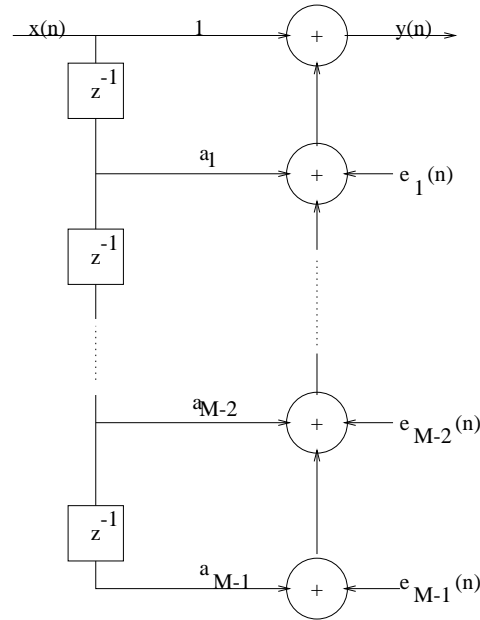 x(n) 1 + y(n)
z^-1
a_1 + e_1(n)
z^-1
a_M-2 + e_M-2(n)
z^-1
a_M-1 + e_M-1(n)